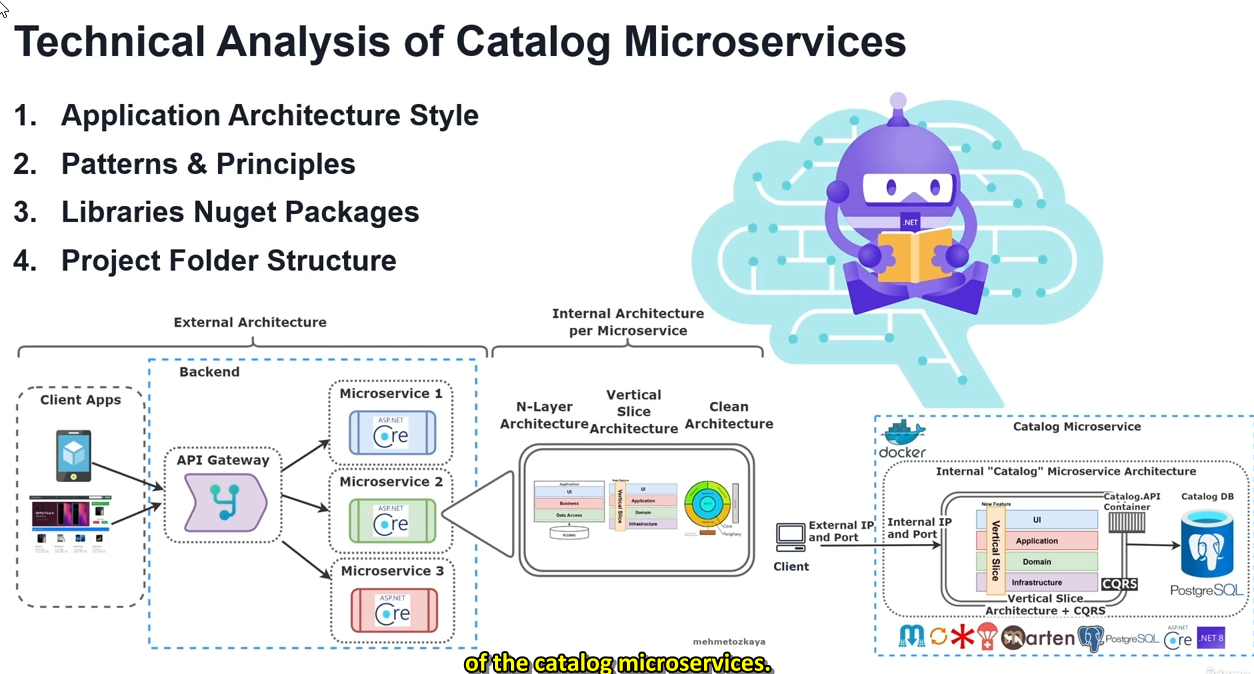 Technical Analysis of Catalog Microservices
1. Application Architecture Style
2. Patterns & Principles
3. Libraries Nuget Packages
4. Project Folder Structure
.NET
External Architecture
Internal Architecture
per Microservice
Backend
Client Apps
API Gateway
Microservice 1
ASP.NET
Core
Microservice 2
ASP.NET
Core
Microservice 3
ASP.NET
Core
N-Layer
Architecture
Vertical
Slice
Architecture
Clean
Architecture
Application
UI
Business
Data Access
New Feature
Vertical Slice
UI
Application
Domain
Infrastructure
Core
Periphery
Client
External IP
and Port
docker
Catalog Microservice
Internal "Catalog" Microservice Architecture
Internal IP
and Port
New Feature
Vertical Slice
UI
Application
Domain
Infrastructure
CQRS
Catalog.API
Container
Catalog DB
PostgreSQL
Vertical Slice
Architecture + CQRS
marten
PostgreSQL
ASP.NET
Core
.NET 8
mehmetozkaya
of the catalog microservices.